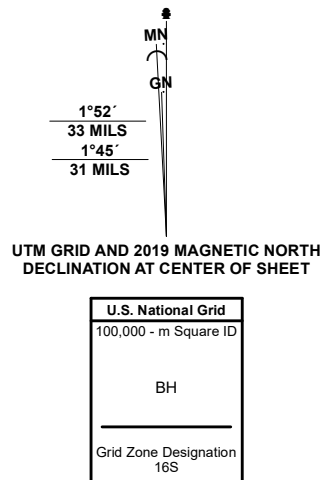 MN
GN
1°52´
33 MILS
1°45´
31 MILS
UTM GRID AND 2019 MAGNETIC NORTH
DECLINATION AT CENTER OF SHEET
U.S. National Grid
100,000 - m Square ID
BH
Grid Zone Designation
16S